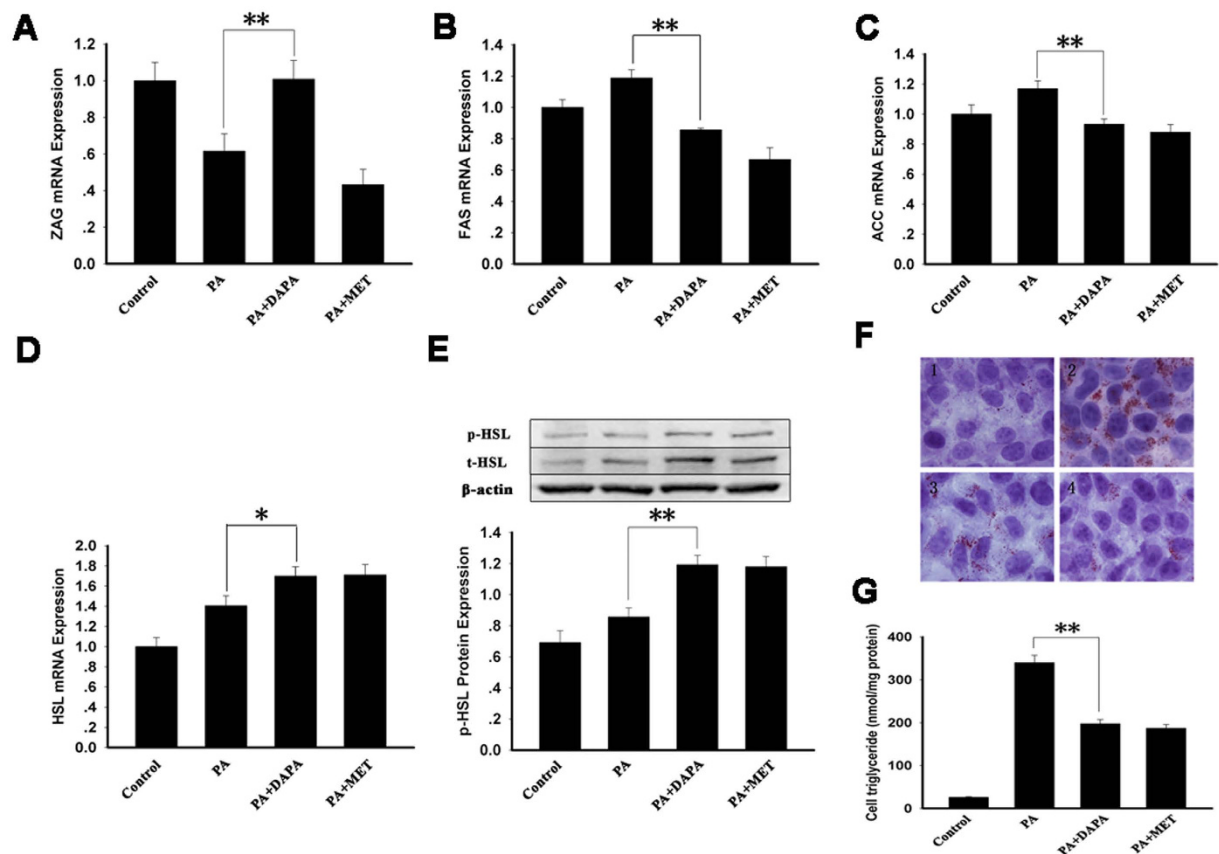 A
**
ZAG mRNA Expression
1.2
1.0
.8
.6
.4
.2
0.0
Control
PA
PA+DAPA
PA+MET
B
**
FAS mRNA Expression
1.4
1.2
1.0
.8
.6
.4
.2
0.0
Control
PA
PA+DAPA
PA+MET
C
**
ACC mRNA Expression
1.4
1.2
1.0
.8
.6
.4
.2
0.0
Control
PA
PA+DAPA
PA+MET
D
*
HSL mRNA Expression
2.0
1.8
1.6
1.4
1.2
1.0
.8
.6
.4
.2
0.0
Control
PA
PA+DAPA
PA+MET
E
p-HSL
t-HSL
β-actin
**
p-HSL Protein Expression
1.4
1.2
1.0
.8
.6
.4
.2
0.0
Control
PA
PA+DAPA
PA+MET
F
1
2
3
4
G
**
Cell triglyceride (nmol/mg protein)
400
300
200
100
0
Control
PA
PA+DAPA
PA+MET